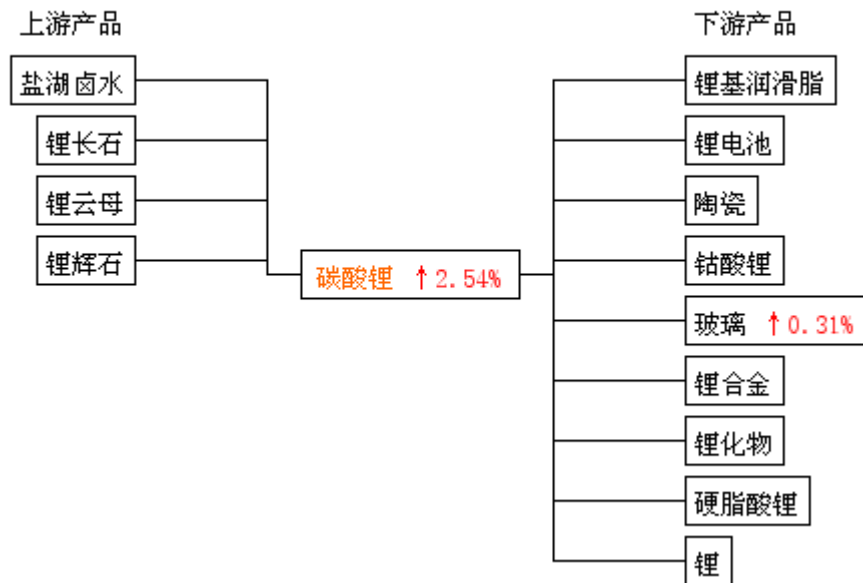 上游产品
下游产品
盐湖卤水
锂长石
锂云母
锂辉石
碳酸锂 ↑2.54%
锂基润滑脂
锂电池
陶瓷
钴酸锂
玻璃 ↑0.31%
锂合金
锂化物
硬脂酸锂
锂